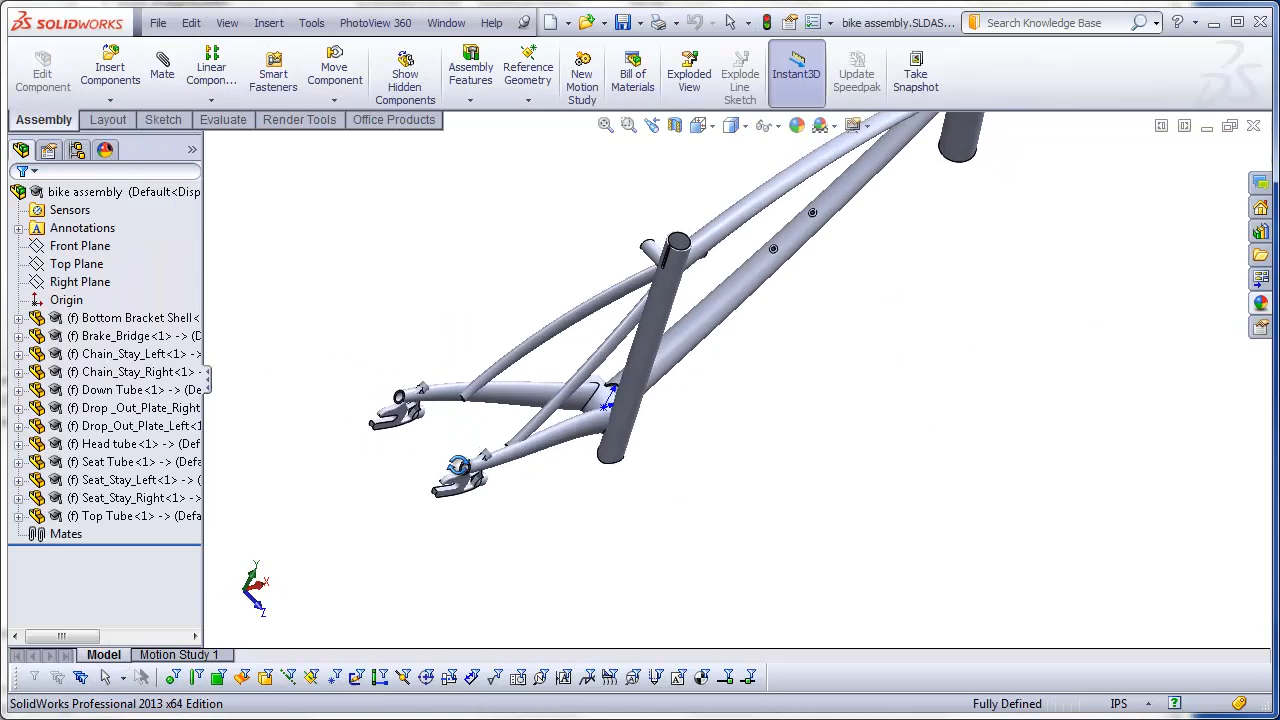 SOLIDWORKS File Edit View Insert Tools PhotoView 360 Window Help bike assembly.SLDAS... Search Knowledge Base
Edit Component
Insert Components
Mate
Linear Compon...
Smart Fasteners
Move Component
Show Hidden Components
Assembly Features
Reference Geometry
New Motion Study
Bill of Materials
Exploded View
Explode Line Sketch
Instant3D
Update Speedpak
Take Snapshot
Assembly Layout Sketch Evaluate Render Tools Office Products
bike assembly (Default<Disp
Sensors
Annotations
Front Plane
Top Plane
Right Plane
Origin
(f) Bottom Bracket Shell<
(f) Brake_Bridge<1> -> (D
(f) Chain_Stay_Left<1> ->
(f) Chain_Stay_Right<1> -
(f) Down Tube<1> -> (De
(f) Drop _Out_Plate_Right
(f) Drop_Out_Plate_Left<
(f) Head tube<1> -> (Def
(f) Seat Tube<1> -> (Defa
(f) Seat_Stay_Left<1> ->
(f) Seat_Stay_Right<1> ->
(f) Top Tube<1> -> (Defa
Mates
Y
X
Z
Model Motion Study 1
SolidWorks Professional 2013 x64 Edition Fully Defined IPS